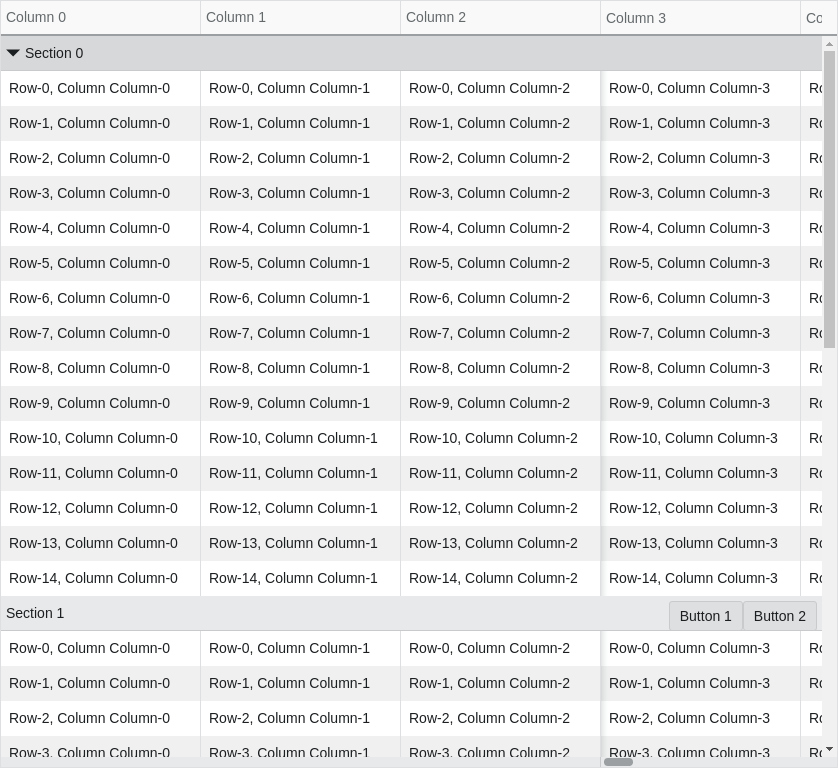 Column 0 Column 1 Column 2 Column 3 Co
Section 0
Row-0, Column Column-0 Row-0, Column Column-1 Row-0, Column Column-2 Row-0, Column Column-3 Ro
Row-1, Column Column-0 Row-1, Column Column-1 Row-1, Column Column-2 Row-1, Column Column-3 Ro
Row-2, Column Column-0 Row-2, Column Column-1 Row-2, Column Column-2 Row-2, Column Column-3 Ro
Row-3, Column Column-0 Row-3, Column Column-1 Row-3, Column Column-2 Row-3, Column Column-3 Ro
Row-4, Column Column-0 Row-4, Column Column-1 Row-4, Column Column-2 Row-4, Column Column-3 Ro
Row-5, Column Column-0 Row-5, Column Column-1 Row-5, Column Column-2 Row-5, Column Column-3 Ro
Row-6, Column Column-0 Row-6, Column Column-1 Row-6, Column Column-2 Row-6, Column Column-3 Ro
Row-7, Column Column-0 Row-7, Column Column-1 Row-7, Column Column-2 Row-7, Column Column-3 Ro
Row-8, Column Column-0 Row-8, Column Column-1 Row-8, Column Column-2 Row-8, Column Column-3 Ro
Row-9, Column Column-0 Row-9, Column Column-1 Row-9, Column Column-2 Row-9, Column Column-3 Ro
Row-10, Column Column-0 Row-10, Column Column-1 Row-10, Column Column-2 Row-10, Column Column-3 Ro
Row-11, Column Column-0 Row-11, Column Column-1 Row-11, Column Column-2 Row-11, Column Column-3 Ro
Row-12, Column Column-0 Row-12, Column Column-1 Row-12, Column Column-2 Row-12, Column Column-3 Ro
Row-13, Column Column-0 Row-13, Column Column-1 Row-13, Column Column-2 Row-13, Column Column-3 Ro
Row-14, Column Column-0 Row-14, Column Column-1 Row-14, Column Column-2 Row-14, Column Column-3 Ro
Section 1 Button 1 Button 2
Row-0, Column Column-0 Row-0, Column Column-1 Row-0, Column Column-2 Row-0, Column Column-3 Ro
Row-1, Column Column-0 Row-1, Column Column-1 Row-1, Column Column-2 Row-1, Column Column-3 Ro
Row-2, Column Column-0 Row-2, Column Column-1 Row-2, Column Column-2 Row-2, Column Column-3 Ro
Row-3, Column Column-0 Row-3, Column Column-1 Row-3, Column Column-2 Row-3, Column Column-3 Ro